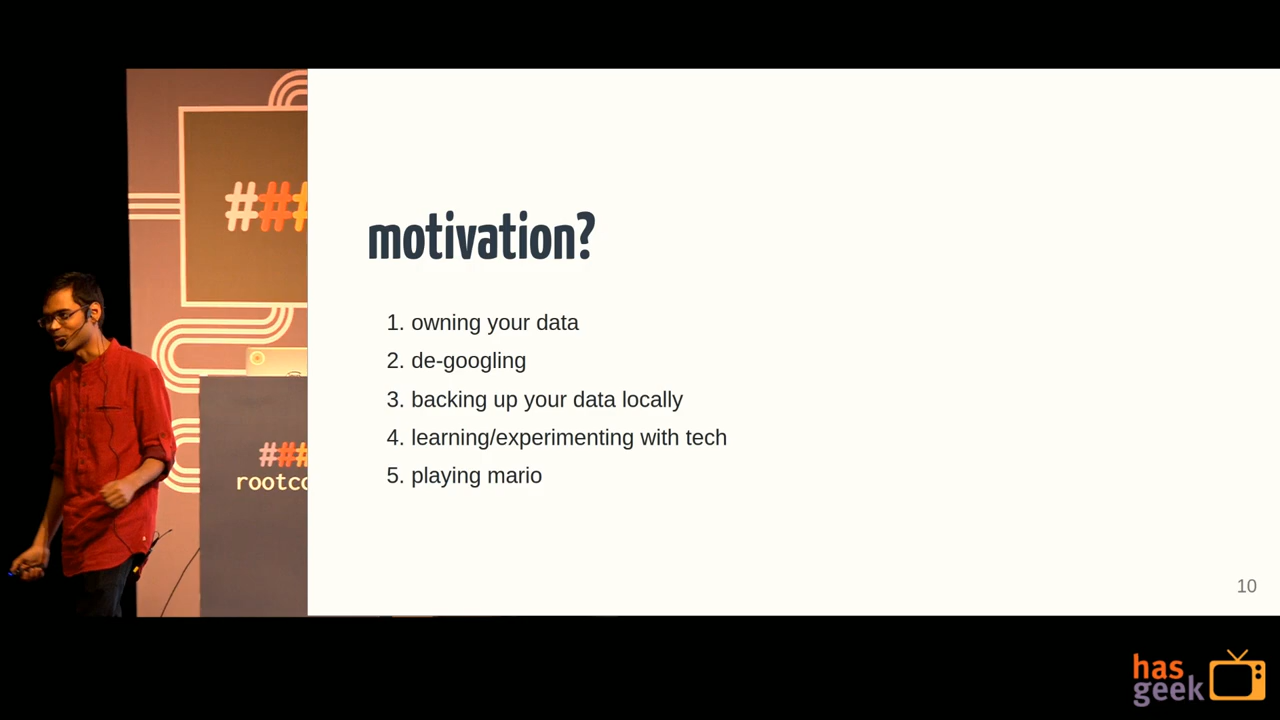 ###
rootco
motivation?
1. owning your data
2. de-googling
3. backing up your data locally
4. learning/experimenting with tech
5. playing mario
10
has
geek